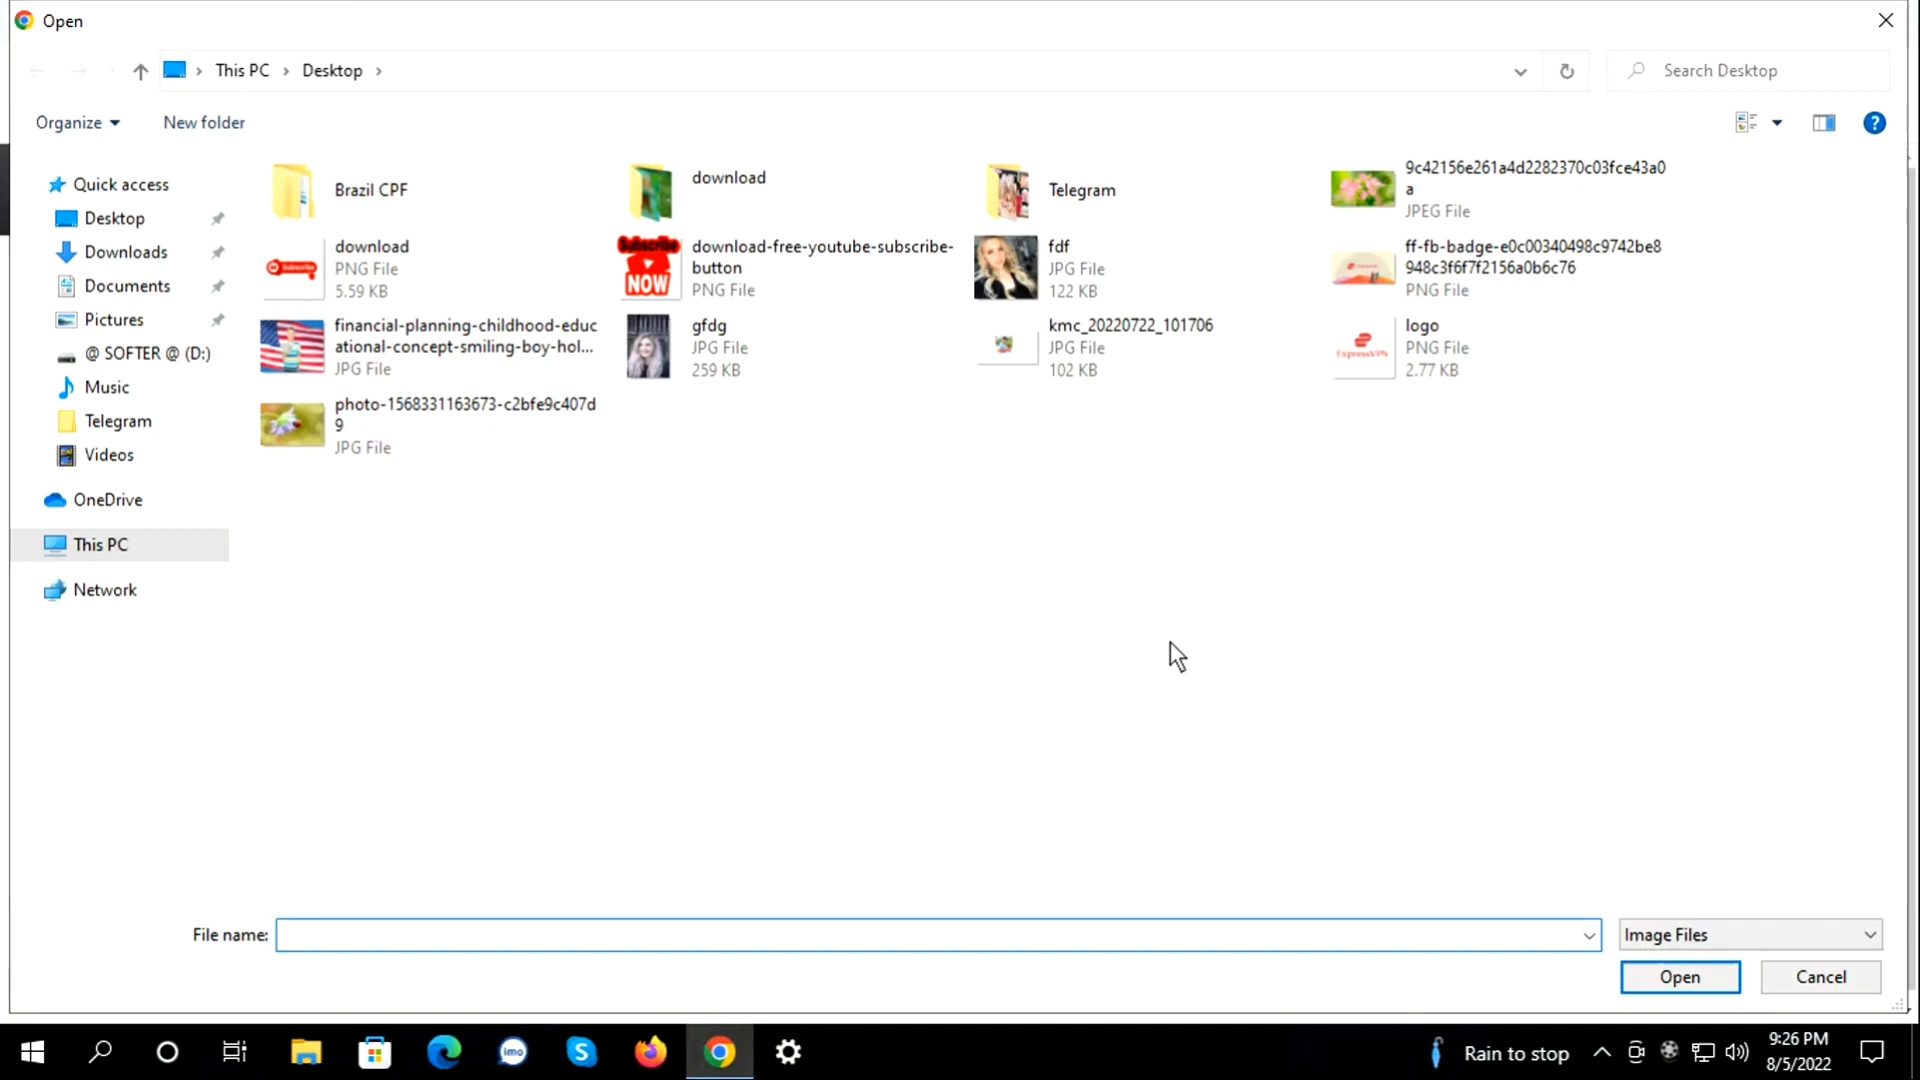 Open
This PC
Desktop
Search Desktop
Organize
New folder
Quick access
Desktop
Downloads
Documents
Pictures
@ SOFTER @ (D:)
Music
Telegram
Videos
OneDrive
This PC
Network
Brazil CPF
download
Telegram
9c42156e261a4d2282370c03fce43a0
a
JPEG File
download
PNG File
5.59 KB
Subscribe
NOW
download-free-youtube-subscribe-
button
PNG File
fdf
JPG File
122 KB
ff-fb-badge-e0c00340498c9742be8
948c3f6f7f2156a0b6c76
PNG File
financial-planning-childhood-educ
ational-concept-smiling-boy-hol...
JPG File
gfdg
JPG File
259 KB
kmc_20220722_101706
JPG File
102 KB
ExpressVPN
logo
PNG File
2.77 KB
photo-1568331163673-c2bfe9c407d
9
JPG File
File name:
Image Files
Open
Cancel
imo
Rain to stop
9:26 PM
8/5/2022